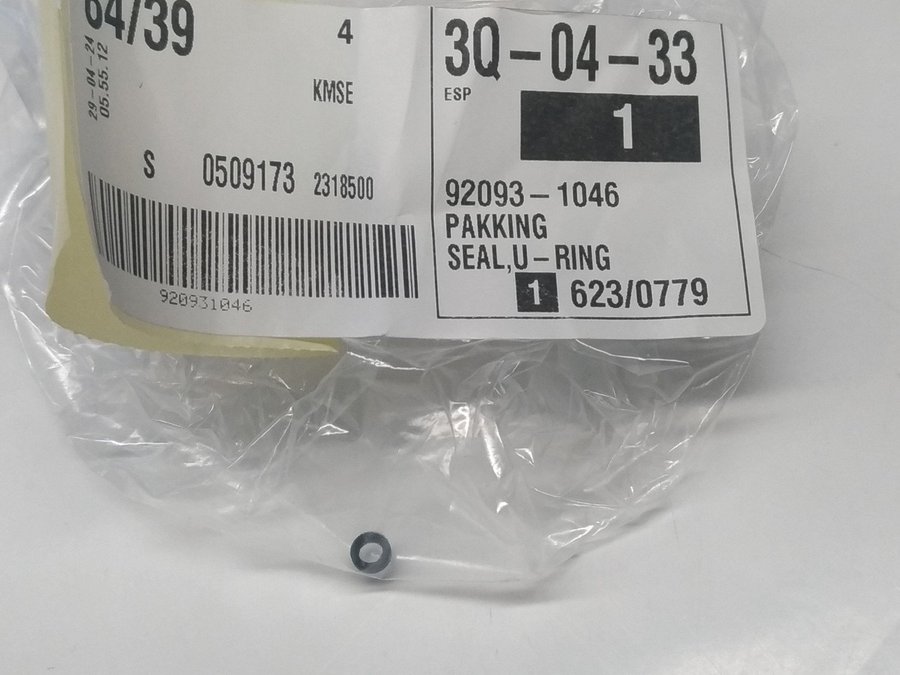 64/39
4
29-04-24
05.55.12
KMSE
S 0509173 2318500
920931046
3Q-04-33
ESP
1
92093-1046
PAKKING
SEAL,U-RING
1 623/0779